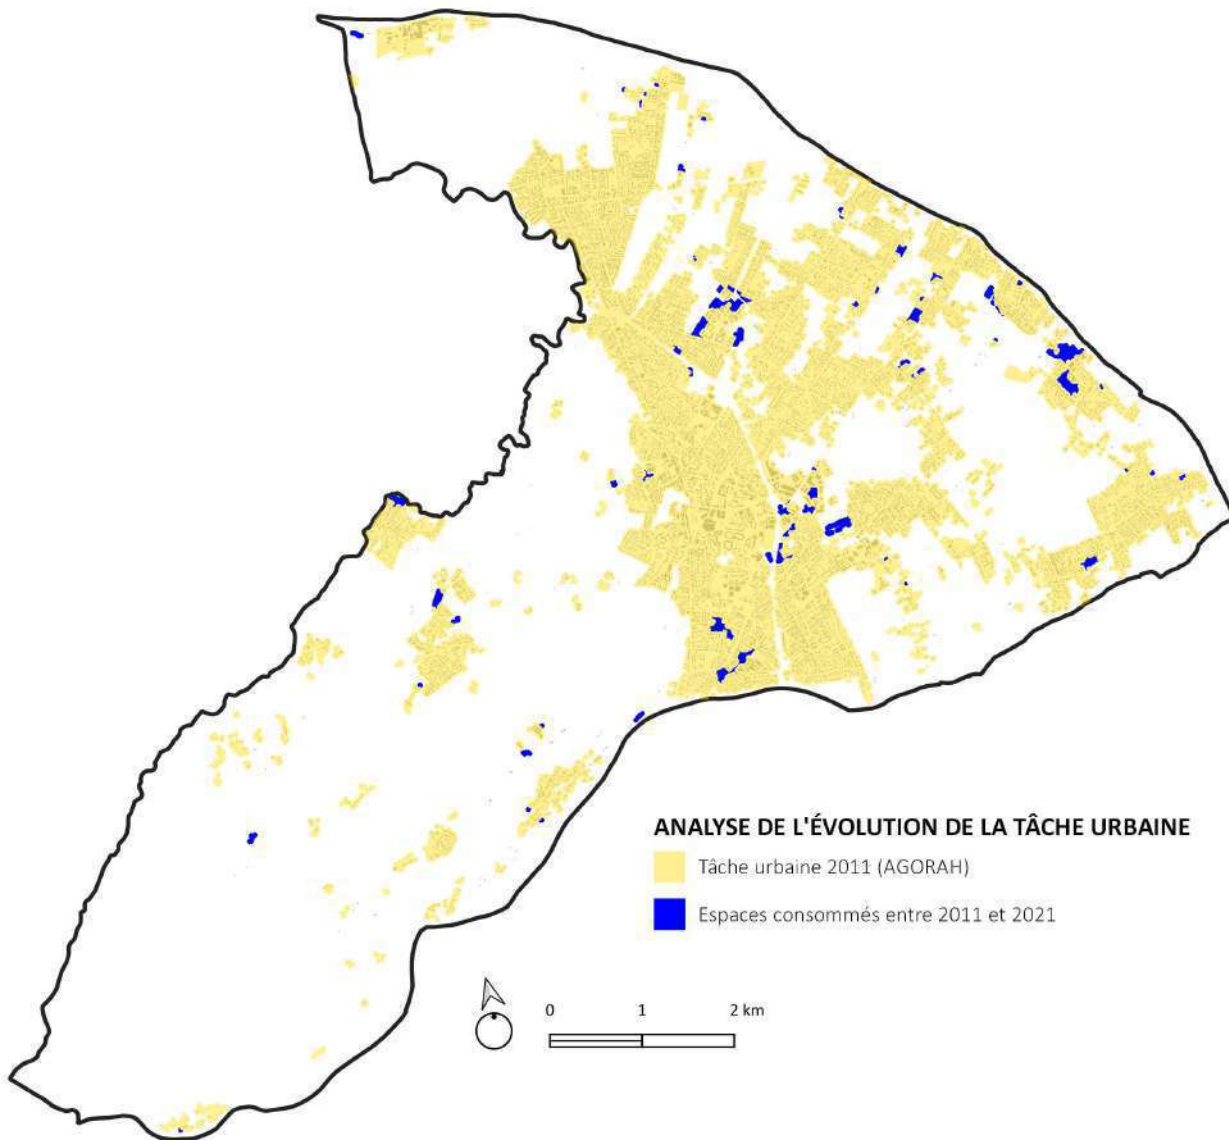 ANALYSE DE L'ÉVOLUTION DE LA TÂCHE URBAINE
Tâche urbaine 2011 (AGORAH)
Espaces consommés entre 2011 et 2021
0 1 2 km